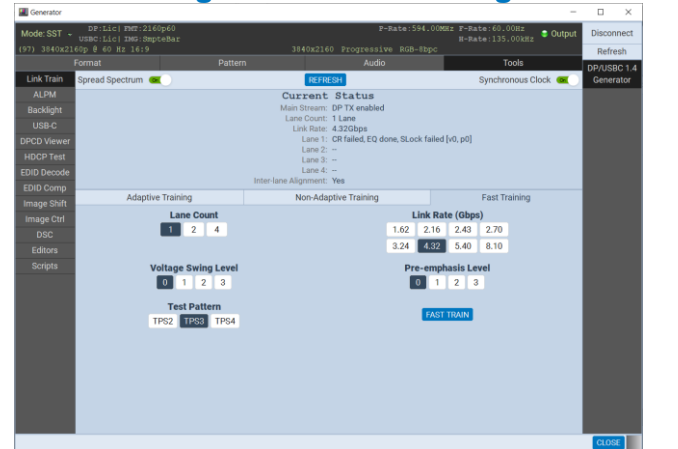 Generator
Mode: SST
DP:Lic| FMT:2160p60
USBC:Lic| IMG:SmpteBar
P-Rate:594.00MHz F-Rate:60.00Hz
H-Rate:135.00kHz
Output
(97) 3840x2160p @ 60 Hz 16:9
3840x2160 Progressive RGB-8bpc
Disconnect
Refresh
DP/USBC 1.4
Generator
Format Pattern Audio Tools
Link Train
ALPM
Backlight
USB-C
DPCD Viewer
HDCP Test
EDID Decode
EDID Comp
Image Shift
Image Ctrl
DSC
Editors
Scripts
Spread Spectrum ON REFRESH Synchronous Clock ON
Current Status
Main Stream: DP TX enabled
Lane Count: 1 Lane
Link Rate: 4.32Gbps
Lane 1: CR failed, EQ done, SLock failed [v0, p0]
Lane 2: –
Lane 3: –
Lane 4: –
Inter-lane Alignment: Yes
Adaptive Training Non-Adaptive Training Fast Training
Lane Count
1 2 4
Link Rate (Gbps)
1.62 2.16 2.43 2.70
3.24 4.32 5.40 8.10
Voltage Swing Level
0 1 2 3
Pre-emphasis Level
0 1 2 3
Test Pattern
TPS2 TPS3 TPS4
FAST TRAIN
CLOSE